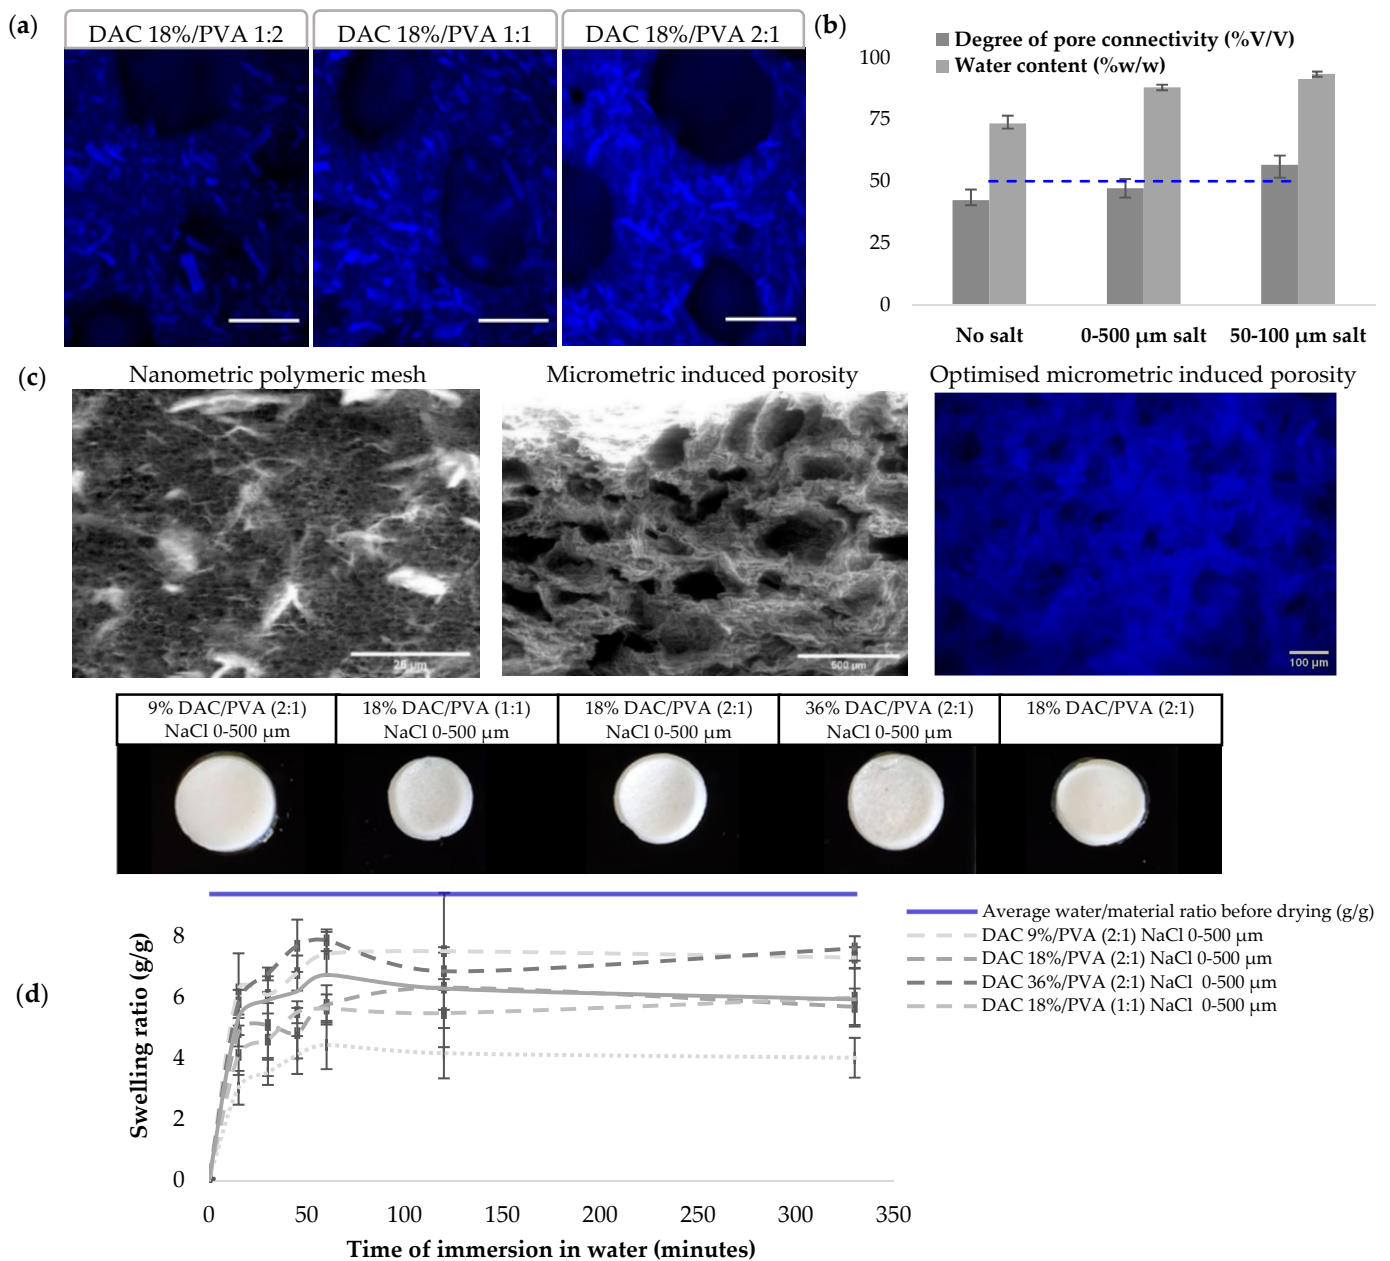 (a)
DAC 18%/PVA 1:2
DAC 18%/PVA 1:1
DAC 18%/PVA 2:1
(b)
Degree of pore connectivity (%V/V)
Water content (%w/w)
100
75
50
25
0
No salt
0-500 µm salt
50-100 µm salt
(c)
Nanometric polymeric mesh
Micrometric induced porosity
Optimised micrometric induced porosity
25 µm
500 µm
100 µm
9% DAC/PVA (2:1)
NaCl 0-500 µm
18% DAC/PVA (1:1)
NaCl 0-500 µm
18% DAC/PVA (2:1)
NaCl 0-500 µm
36% DAC/PVA (2:1)
NaCl 0-500 µm
18% DAC/PVA (2:1)
(d)
Swelling ratio (g/g)
8
6
4
2
0
0
50
100
150
200
250
300
350
Time of immersion in water (minutes)
Average water/material ratio before drying (g/g)
DAC 9%/PVA (2:1) NaCl 0-500 µm
DAC 18%/PVA (2:1) NaCl 0-500 µm
DAC 36%/PVA (2:1) NaCl 0-500 µm
DAC 18%/PVA (1:1) NaCl 0-500 µm